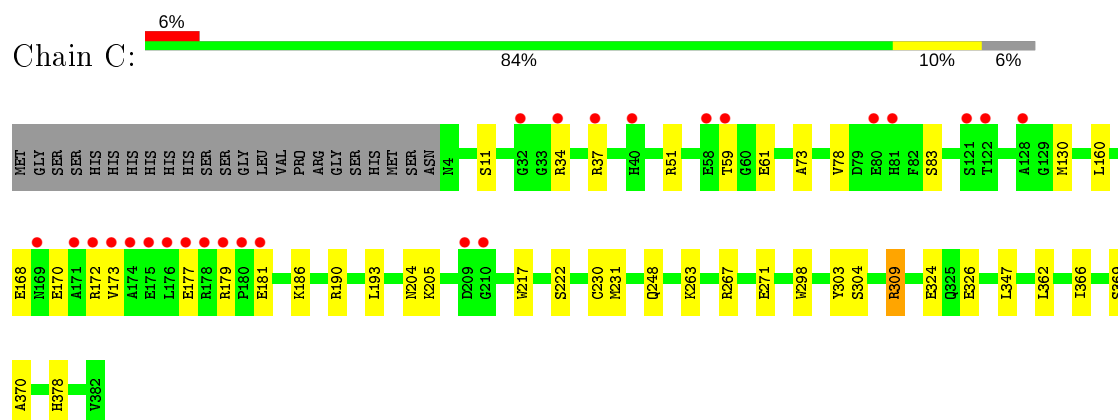 6%
Chain C:
84% 10% 6%
MET GLY SER SER HIS HIS HIS HIS HIS HIS SER SER GLY LEU VAL PRO ARG GLY SER HIS MET SER ASN N4 S11 G32 G33 R34 R37 H40 R51 E58 T59 G60 E61 A73 V78 D79 E80 H81 F82 S83 S121 T122 A128 G129 M130 L160
E168 N169 E170 A171 R172 V173 A174 E175 L176 E177 R178 R179 P180 E181 K186 R190 L193 N204 K205 D209 G210 W217 S222 C230 M231 Q248 K263 R267 E271 W298 Y303 S304 R309 E324 Q325 E326 L347 L362 I366 S369
A370 H378 V382